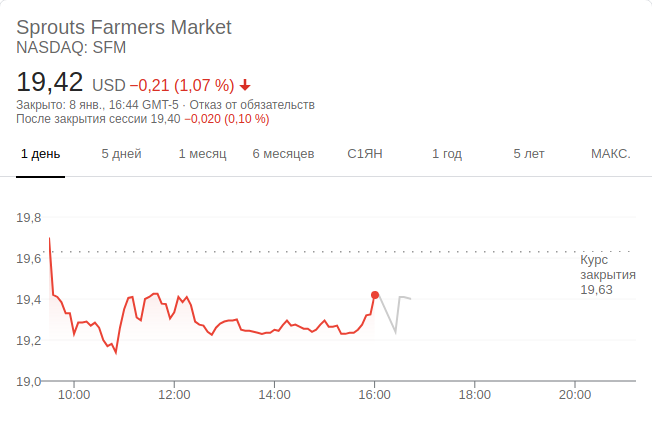 Sprouts Farmers Market
NASDAQ: SFM
19,42 USD −0,21 (1,07 %)
Закрыто: 8 янв., 16:44 GMT-5 · Отказ от обязательств
После закрытия сессии 19,40 −0,020 (0,10 %)
1 день 5 дней 1 месяц 6 месяцев С1ЯН 1 год 5 лет МАКС.
19,8
19,6
Курс
закрытия
19,63
19,4
19,2
19,0
10:00 12:00 14:00 16:00 18:00 20:00